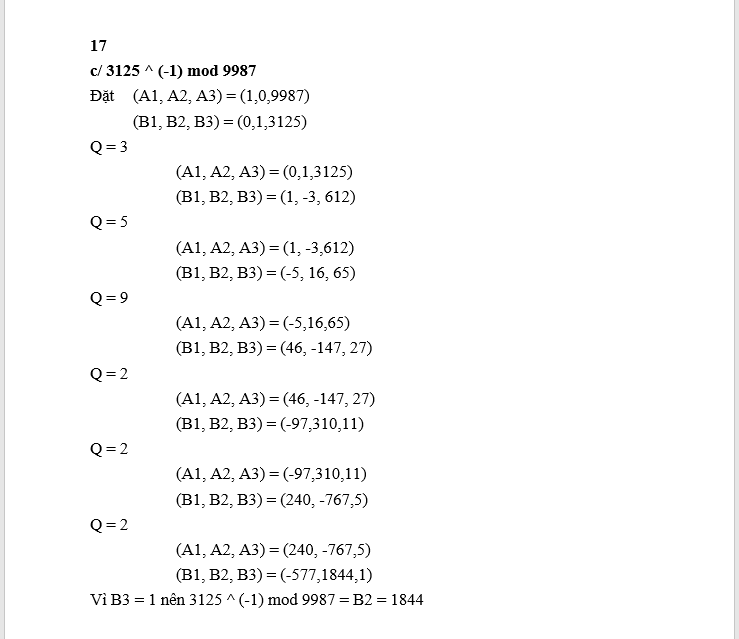 17
c/ 3125 ^ (-1) mod 9987
Đặt (A1, A2, A3) = (1,0,9987)
(B1, B2, B3) = (0,1,3125)
Q = 3
(A1, A2, A3) = (0,1,3125)
(B1, B2, B3) = (1, -3, 612)
Q = 5
(A1, A2, A3) = (1, -3,612)
(B1, B2, B3) = (-5, 16, 65)
Q = 9
(A1, A2, A3) = (-5,16,65)
(B1, B2, B3) = (46, -147, 27)
Q = 2
(A1, A2, A3) = (46, -147, 27)
(B1, B2, B3) = (-97,310,11)
Q = 2
(A1, A2, A3) = (-97,310,11)
(B1, B2, B3) = (240, -767,5)
Q = 2
(A1, A2, A3) = (240, -767,5)
(B1, B2, B3) = (-577,1844,1)
Vì B3 = 1 nên 3125 ^ (-1) mod 9987 = B2 = 1844